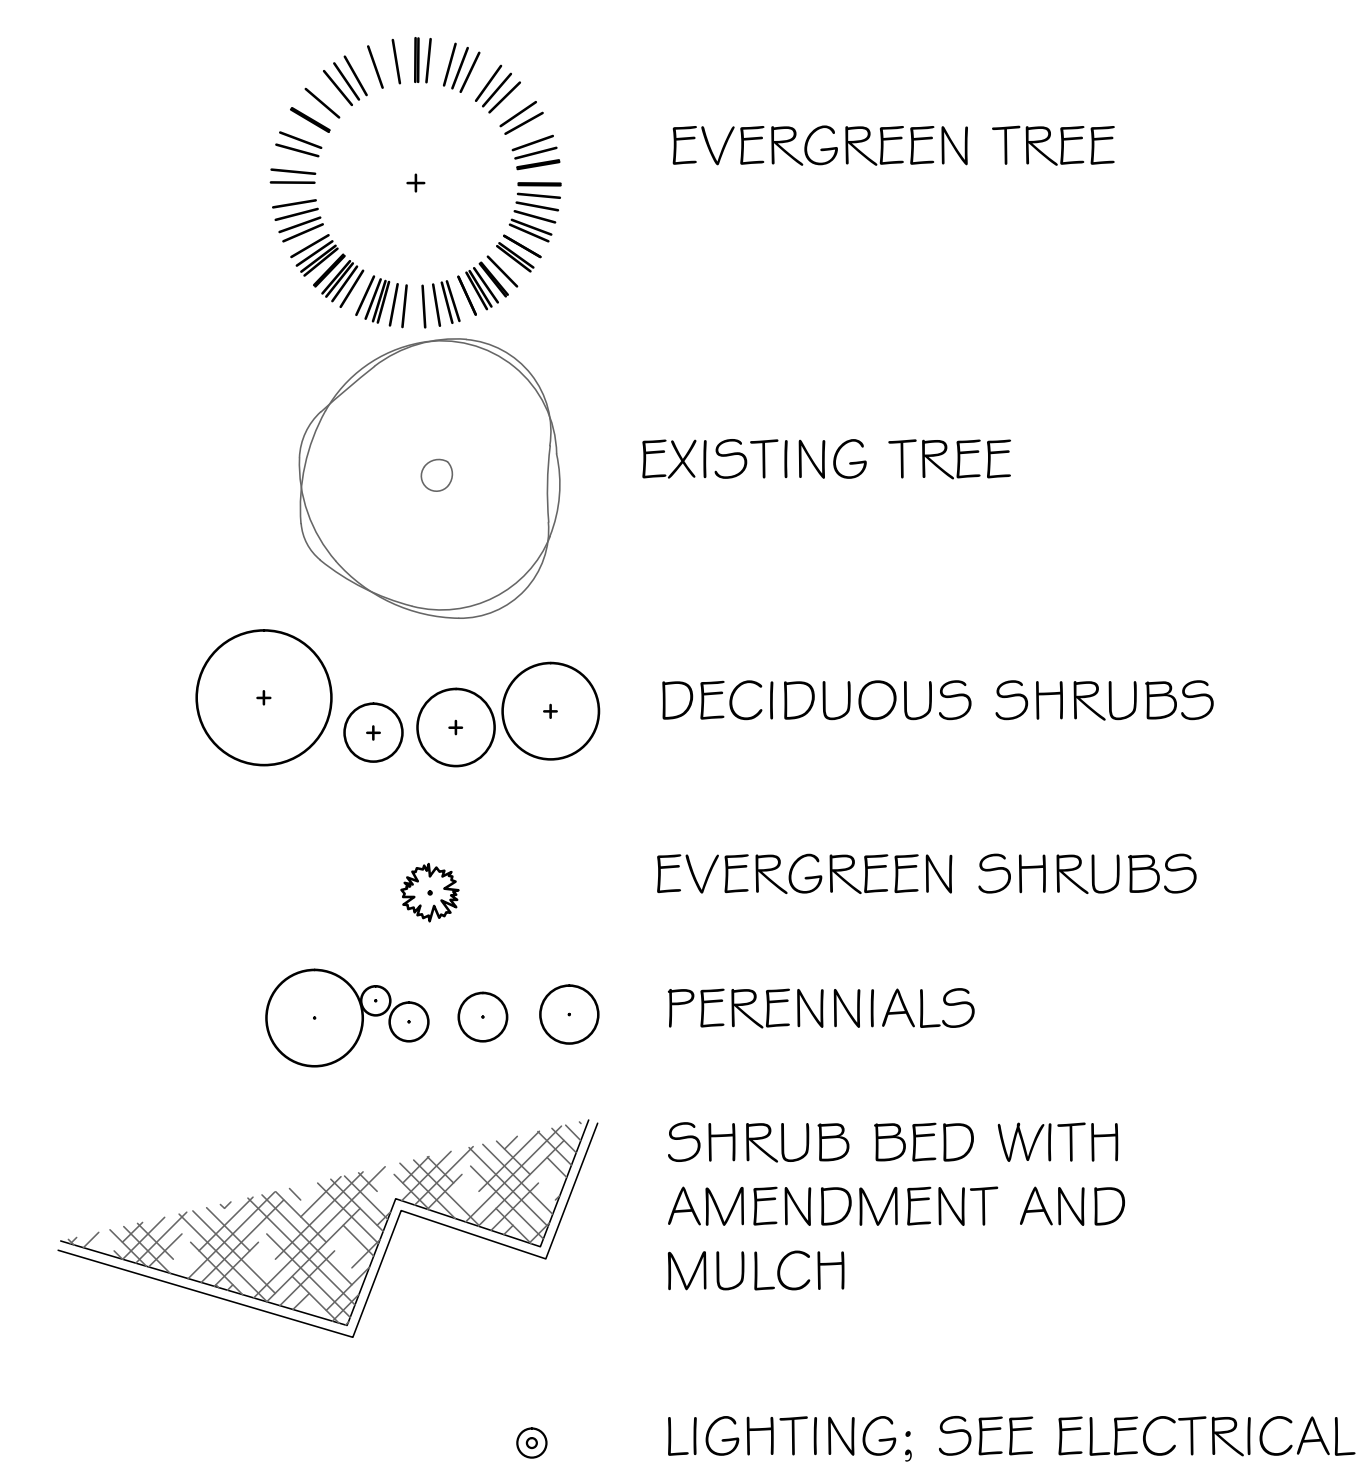 EVERGREEN TREE
EXISTING TREE
DECIDUOUS SHRUBS
EVERGREEN SHRUBS
PERENNIALS
SHRUB BED WITH
AMENDMENT AND
MULCH
LIGHTING; SEE ELECTRICAL